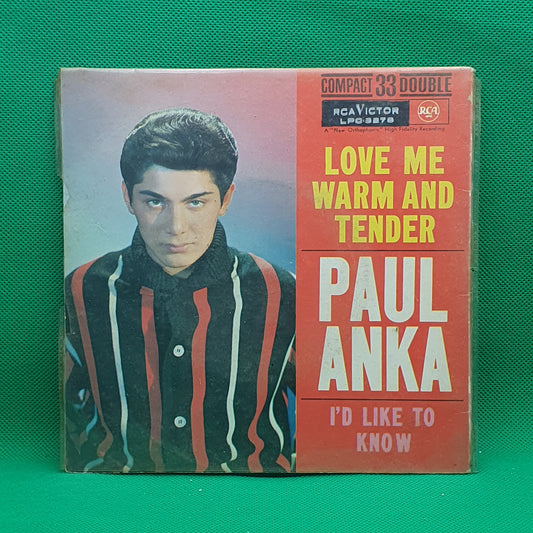 COMPACT 33 DOUBLE
RCA VICTOR
LPC-3278
RCA
A "New Orthophonic" High Fidelity Recording
LOVE ME
WARM AND
TENDER
PAUL
ANKA
I'D LIKE TO
KNOW